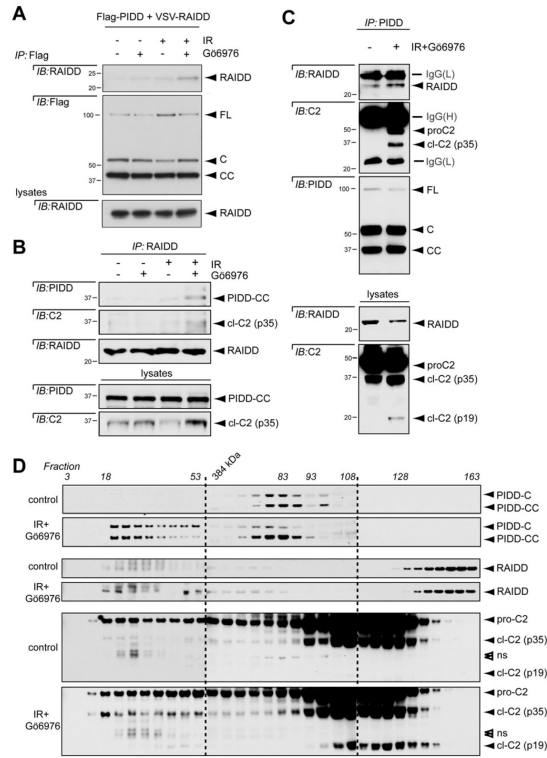 A
Flag-PIDD + VSV-RAIDD
- - + + IR
- + - + Gö6976
IP: Flag
IB:RAIDD
25
20
RAIDD
IB:Flag
100
FL
50
C
37
CC
lysates
IB:RAIDD
RAIDD
B
IP: RAIDD
- - + + IR
- + - + Gö6976
IB:PIDD
37
PIDD-CC
IB:C2
37
cl-C2 (p35)
IB:RAIDD
RAIDD
lysates
IB:PIDD
37
PIDD-CC
IB:C2
37
cl-C2 (p35)
C
IP: PIDD
- + IR+Gö6976
IB:RAIDD
IgG(L)
RAIDD
20
IB:C2
IgG(H)
50
proC2
37
cl-C2 (p35)
25
IgG(L)
IB:PIDD
100
FL
50
C
37
CC
lysates
IB:RAIDD
RAIDD
20
IB:C2
50
proC2
37
cl-C2 (p35)
20
cl-C2 (p19)
D
Fraction
384 kDa
3 18 53 83 93 108 128 163
control
PIDD-C
PIDD-CC
IR+
Gö6976
PIDD-C
PIDD-CC
control
RAIDD
IR+
Gö6976
RAIDD
control
pro-C2
cl-C2 (p35)
ns
cl-C2 (p19)
IR+
Gö6976
pro-C2
cl-C2 (p35)
ns
cl-C2 (p19)